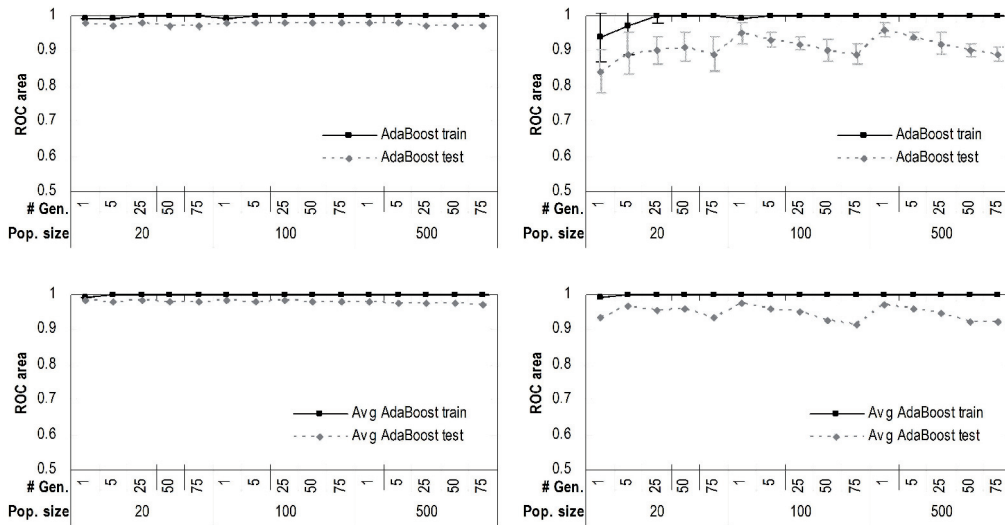 1
0.9
0.8
0.7
0.6
0.5
ROC area
AdaBoost train
AdaBoost test
# Gen. 1 5 25 50 75 1 5 25 50 75 1 5 25 50 75
Pop. size 20 100 500
1
0.9
0.8
0.7
0.6
0.5
ROC area
AdaBoost train
AdaBoost test
# Gen. 1 5 25 50 75 1 5 25 50 75 1 5 25 50 75
Pop. size 20 100 500
1
0.9
0.8
0.7
0.6
0.5
ROC area
Avg AdaBoost train
Avg AdaBoost test
# Gen. 1 5 25 50 75 1 5 25 50 75 1 5 25 50 75
Pop. size 20 100 500
1
0.9
0.8
0.7
0.6
0.5
ROC area
Avg AdaBoost train
Avg AdaBoost test
# Gen. 1 5 25 50 75 1 5 25 50 75 1 5 25 50 75
Pop. size 20 100 500